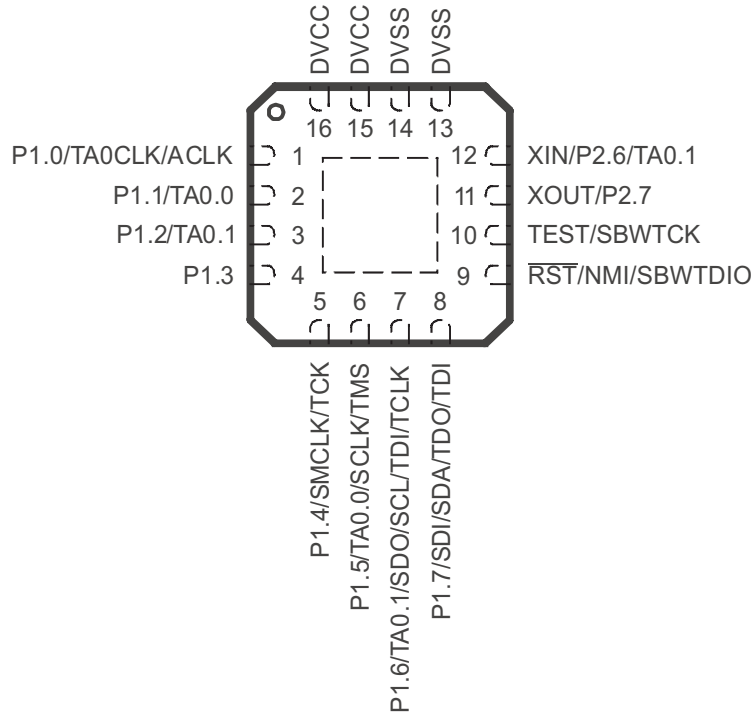 DVCC
DVCC
DVSS
DVSS
16 15 14 13
P1.0/TA0CLK/ACLK 1
P1.1/TA0.0 2
P1.2/TA0.1 3
P1.3 4
12 XIN/P2.6/TA0.1
11 XOUT/P2.7
10 TEST/SBWTCK
9 RST/NMI/SBWTDIO
5 6 7 8
P1.4/SMCLK/TCK
P1.5/TA0.0/SCLK/TMS
P1.6/TA0.1/SDO/SCL/TDI/TCLK
P1.7/SDI/SDA/TDO/TDI